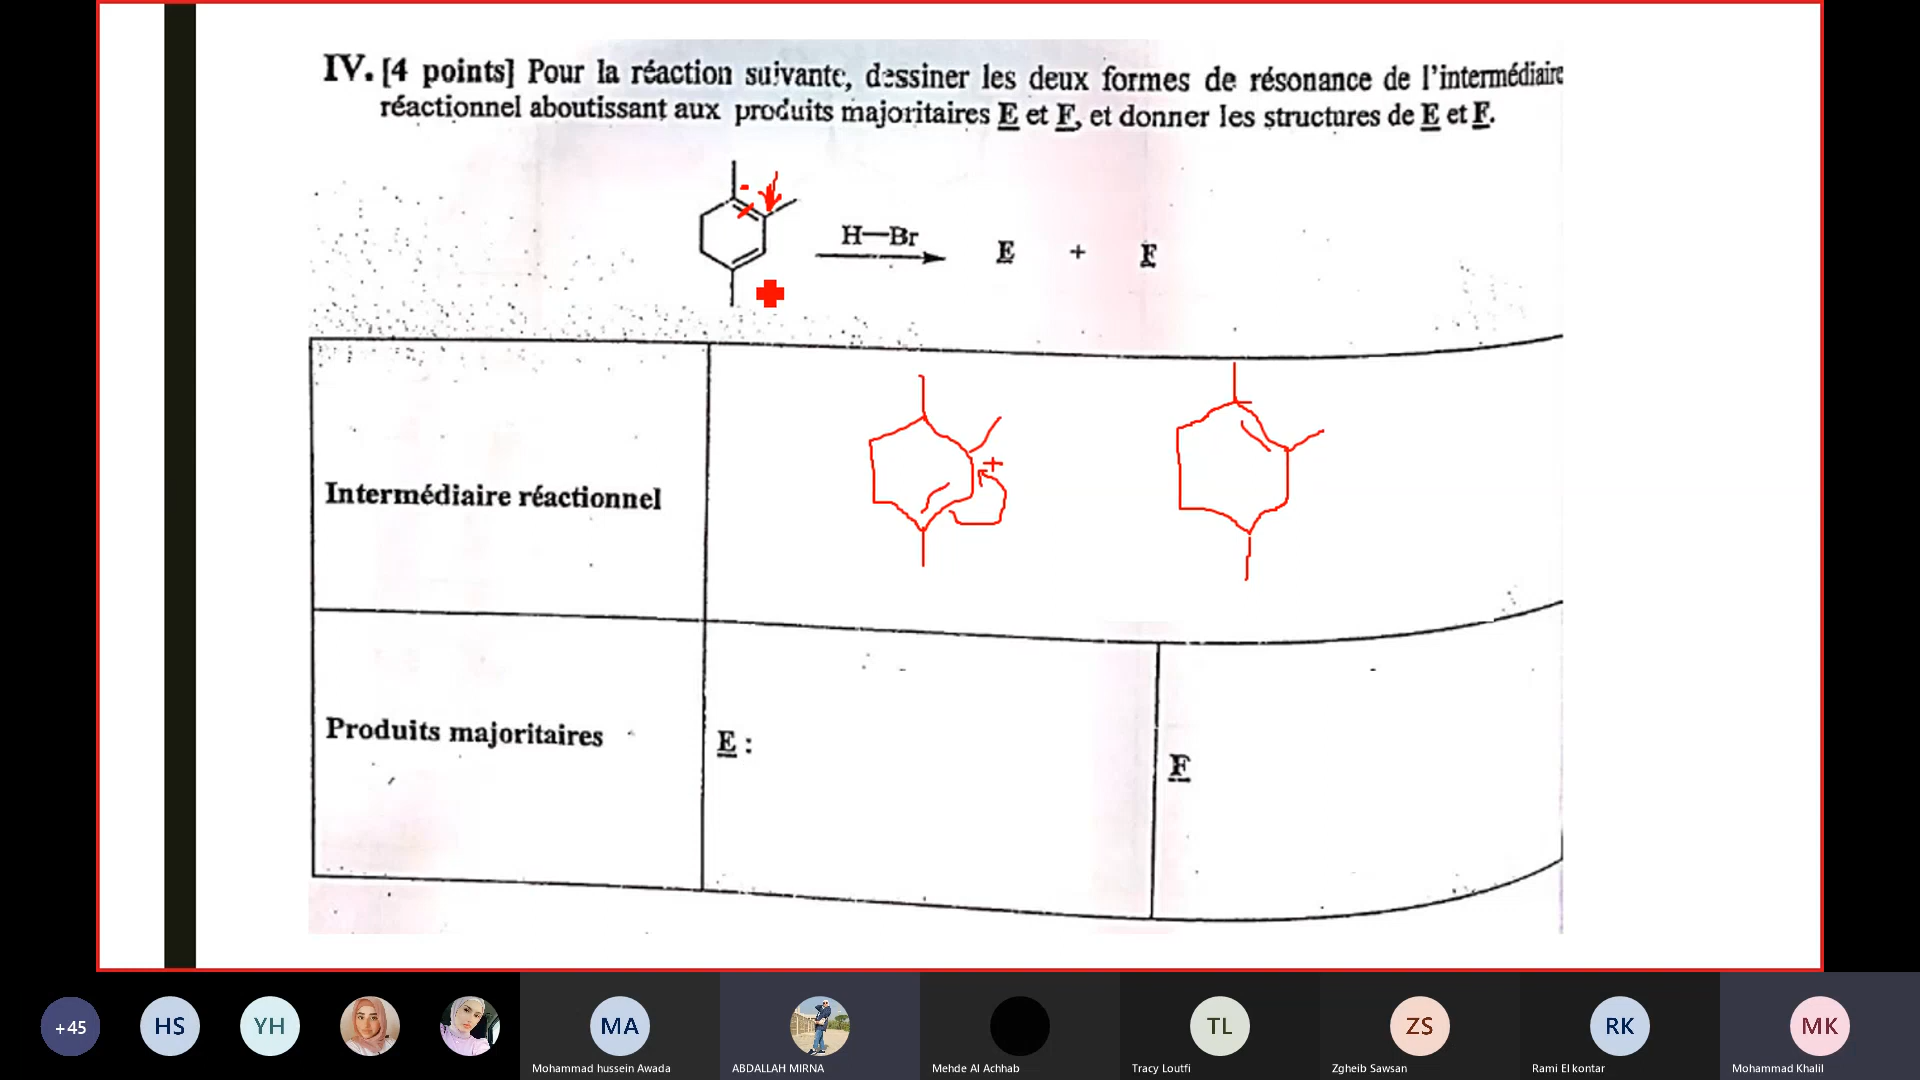 IV. [4 points] Pour la réaction suivante, dessiner les deux formes de résonance de l'intermédiaire
réactionnel aboutissant aux produits majoritaires E et F, et donner les structures de E et F.
H—Br
E + F
+
Intermédiaire réactionnel
Produits majoritaires
E :
F
+45
HS
YH
MA
TL
ZS
RK
MK
Mohammad hussein Awada
ABDALLAH MIRNA
Mehde Al Achhab
Tracy Loutfi
Zgheib Sawsan
Rami El kontar
Mohammad Khalil